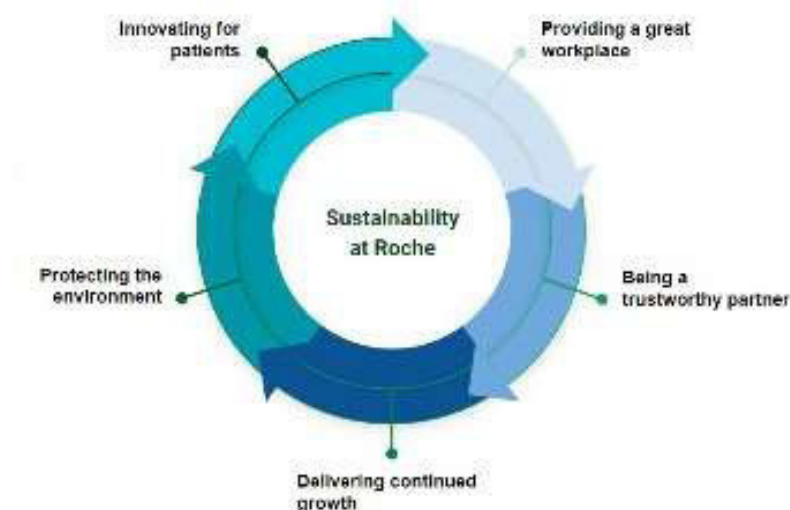 Innovating for
patients
Providing a great
workplace
Sustainability
at Roche
Protecting the
environment
Being a
trustworthy partner
Delivering continued
growth